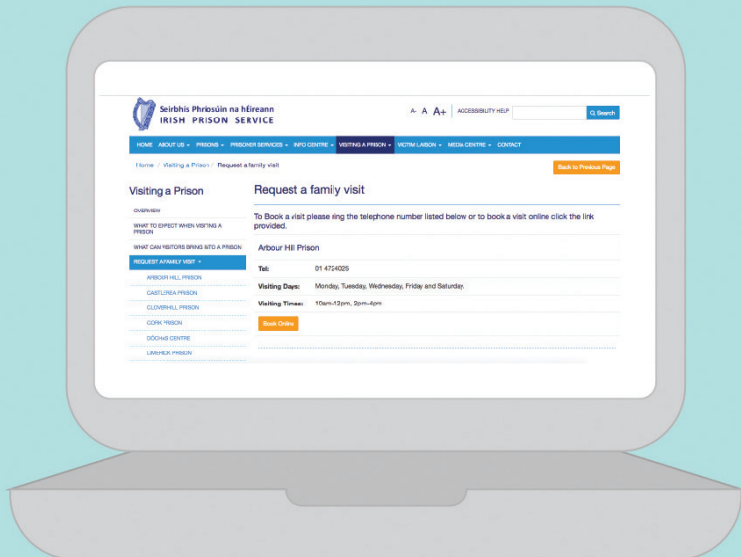 Seirbhís Phríosúin na hÉireann
IRISH PRISON SERVICE
A- A A+ ACCESSIBILITY HELP
Search
HOME ABOUT US PRISONS PRISONER SERVICES INFO CENTRE VISITING A PRISON VICTIM LIAISON MEDIA CENTRE CONTACT
Home / Visiting a Prison / Request a family visit
Back to Previous Page
Visiting a Prison
OVERVIEW
WHAT TO EXPECT WHEN VISITING A
PRISON
WHAT CAN VISITORS BRING INTO A PRISON
REQUEST A FAMILY VISIT
ARBOUR HILL PRISON
CASTLEREA PRISON
CLOVERHILL PRISON
CORK PRISON
DÓCHAS CENTRE
LIMERICK PRISON
Request a family visit
To Book a visit please ring the telephone number listed below or to book a visit online click the link
provided.
Arbour Hill Prison
Tel: 01 4724025
Visiting Days: Monday, Tuesday, Wednesday, Friday and Saturday.
Visiting Times: 10am-12pm, 2pm-4pm
Book Online